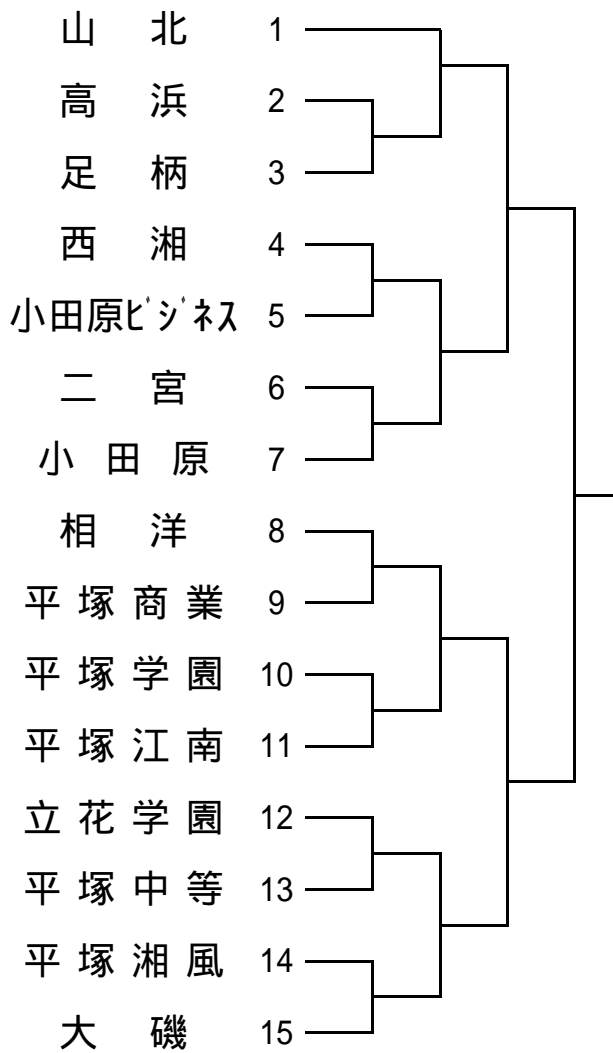 山北 1
高浜 2
足柄 3
西湘 4
小田原ﾋﾞｼﾞﾈｽ 5
二宮 6
小田原 7
相洋 8
平塚商業 9
平塚学園 10
平塚江南 11
立花学園 12
平塚中等 13
平塚湘風 14
大磯 15